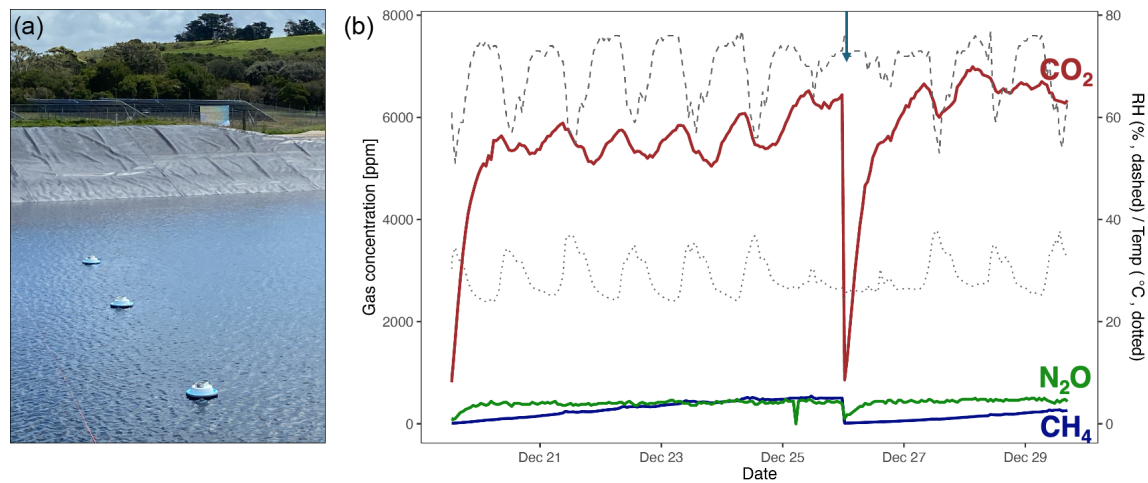 (a)
(b)
8000
6000
4000
2000
0
Gas concentration [ppm]
80
60
40
20
0
RH (% , dashed) / Temp ( °C , dotted)
CO₂
N₂O
CH₄
Dec 21
Dec 23
Dec 25
Dec 27
Dec 29
Date